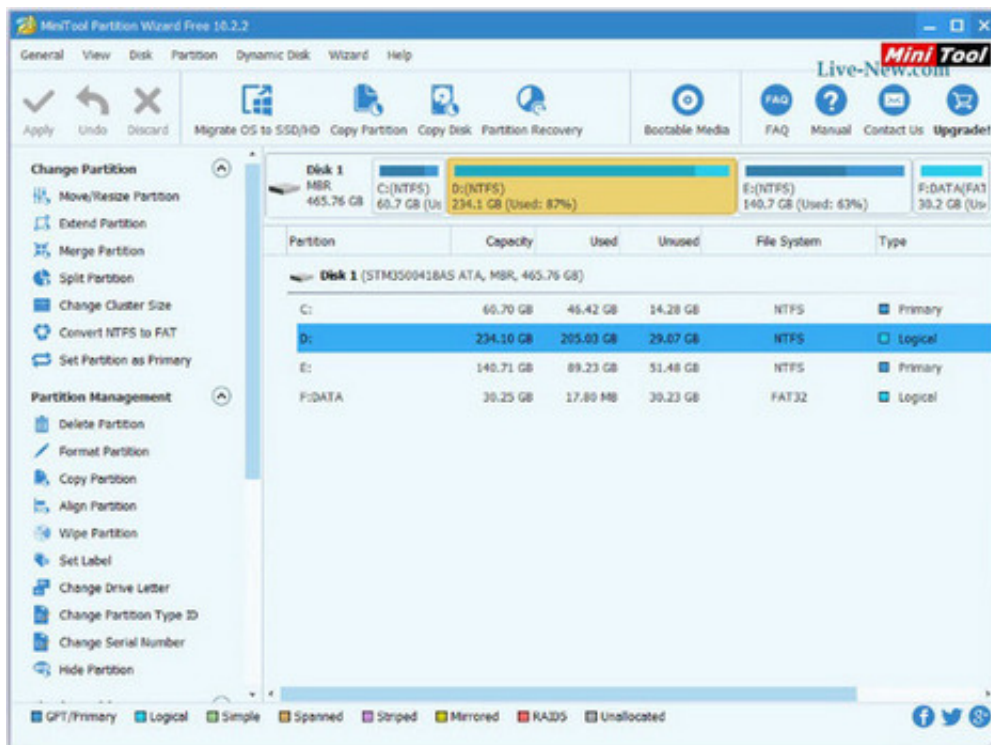 MiniTool Partition Wizard Free 10.2.2
General View Disk Partition Dynamic Disk Wizard Help
Mini Tool
Live-New.com
Apply Undo Discard Migrate OS to SSD/HD Copy Partition Copy Disk Partition Recovery Bootable Media FAQ Manual Contact Us Upgrade!
FAQ
Change Partition
Move/Resize Partition
Extend Partition
Merge Partition
Split Partition
Change Cluster Size
Convert NTFS to FAT
Set Partition as Primary
Partition Management
Delete Partition
Format Partition
Copy Partition
Align Partition
Wipe Partition
Set Label
Change Drive Letter
Change Partition Type ID
Change Serial Number
Hide Partition
Disk 1
MBR
465.76 GB
C:(NTFS)
60.7 GB (Us
D:(NTFS)
234.1 GB (Used: 87%)
E:(NTFS)
140.7 GB (Used: 63%)
F:DATA(FAT
30.2 GB (Us
Partition Capacity Used Unused File System Type
Disk 1 (STM3500418AS ATA, MBR, 465.76 GB)
C: 60.70 GB 46.42 GB 14.28 GB NTFS Primary
D: 234.10 GB 205.03 GB 29.07 GB NTFS Logical
E: 140.71 GB 89.23 GB 51.48 GB NTFS Primary
F:DATA 30.25 GB 17.80 MB 30.23 GB FAT32 Logical
GPT/Primary Logical Simple Spanned Striped Mirrored RAID5 Unallocated